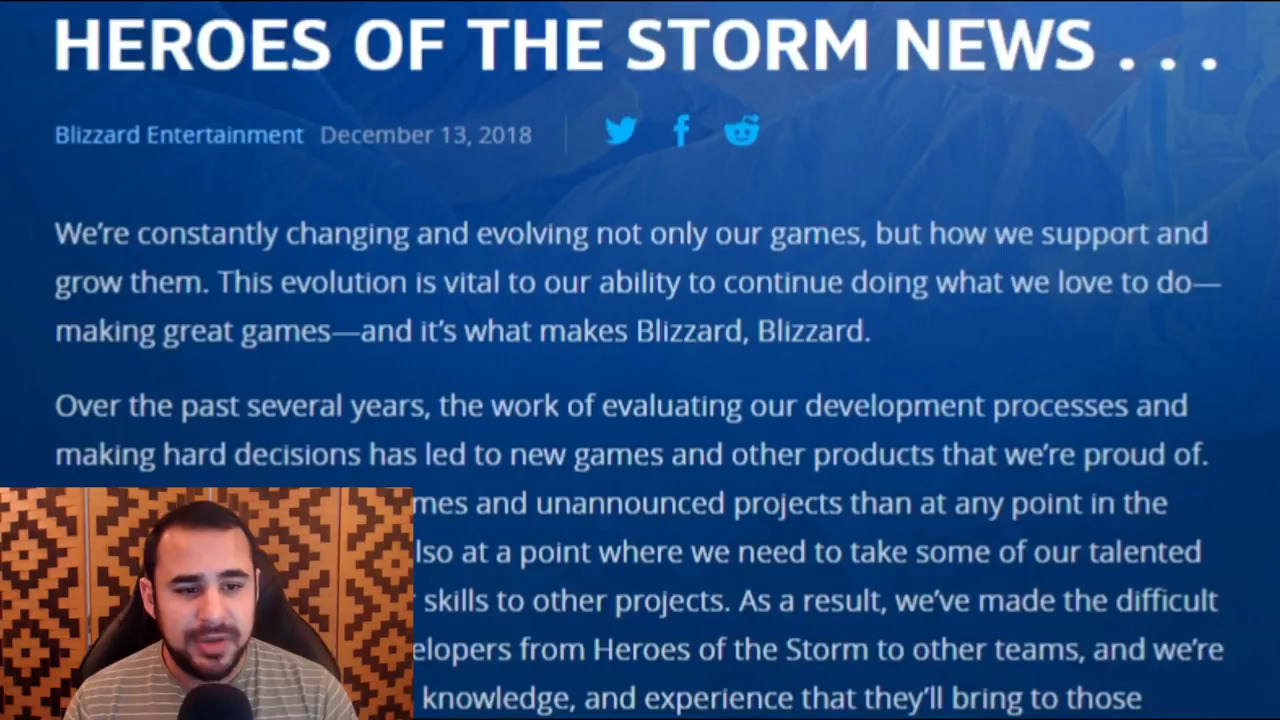 HEROES OF THE STORM NEWS . . .
Blizzard Entertainment December 13, 2018
We're constantly changing and evolving not only our games, but how we support and
grow them. This evolution is vital to our ability to continue doing what we love to do—
making great games—and it's what makes Blizzard, Blizzard.
Over the past several years, the work of evaluating our development processes and
making hard decisions has led to new games and other products that we're proud of.
mes and unannounced projects than at any point in the
lso at a point where we need to take some of our talented
skills to other projects. As a result, we've made the difficult
elopers from Heroes of the Storm to other teams, and we're
knowledge, and experience that they'll bring to those